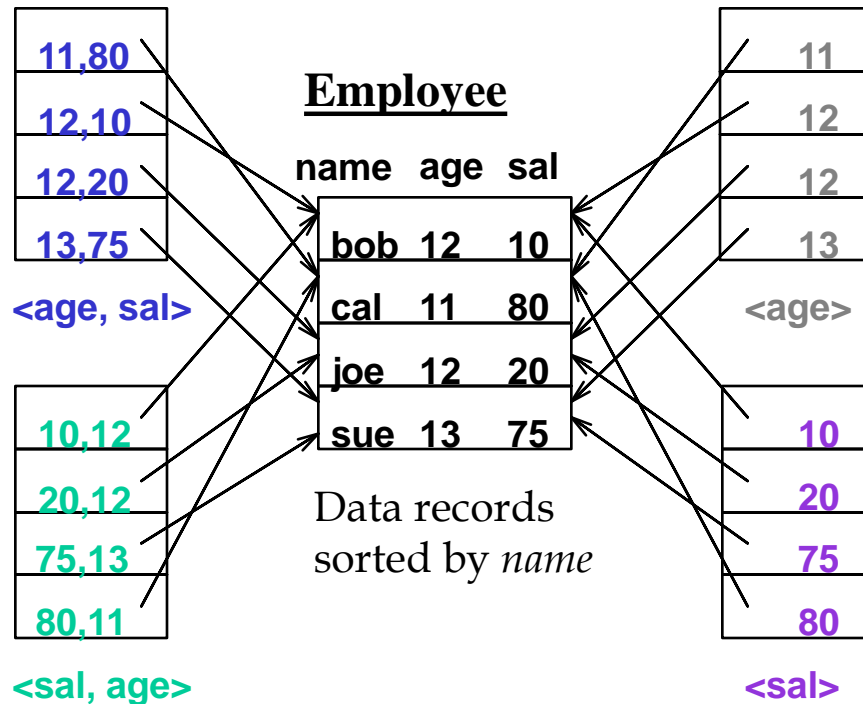 11,80
12,10
12,20
13,75
<age, sal>
10,12
20,12
75,13
80,11
<sal, age>
Employee
name age sal
bob 12 10
cal 11 80
joe 12 20
sue 13 75
Data records
sorted by name
11
12
12
13
<age>
10
20
75
80
<sal>